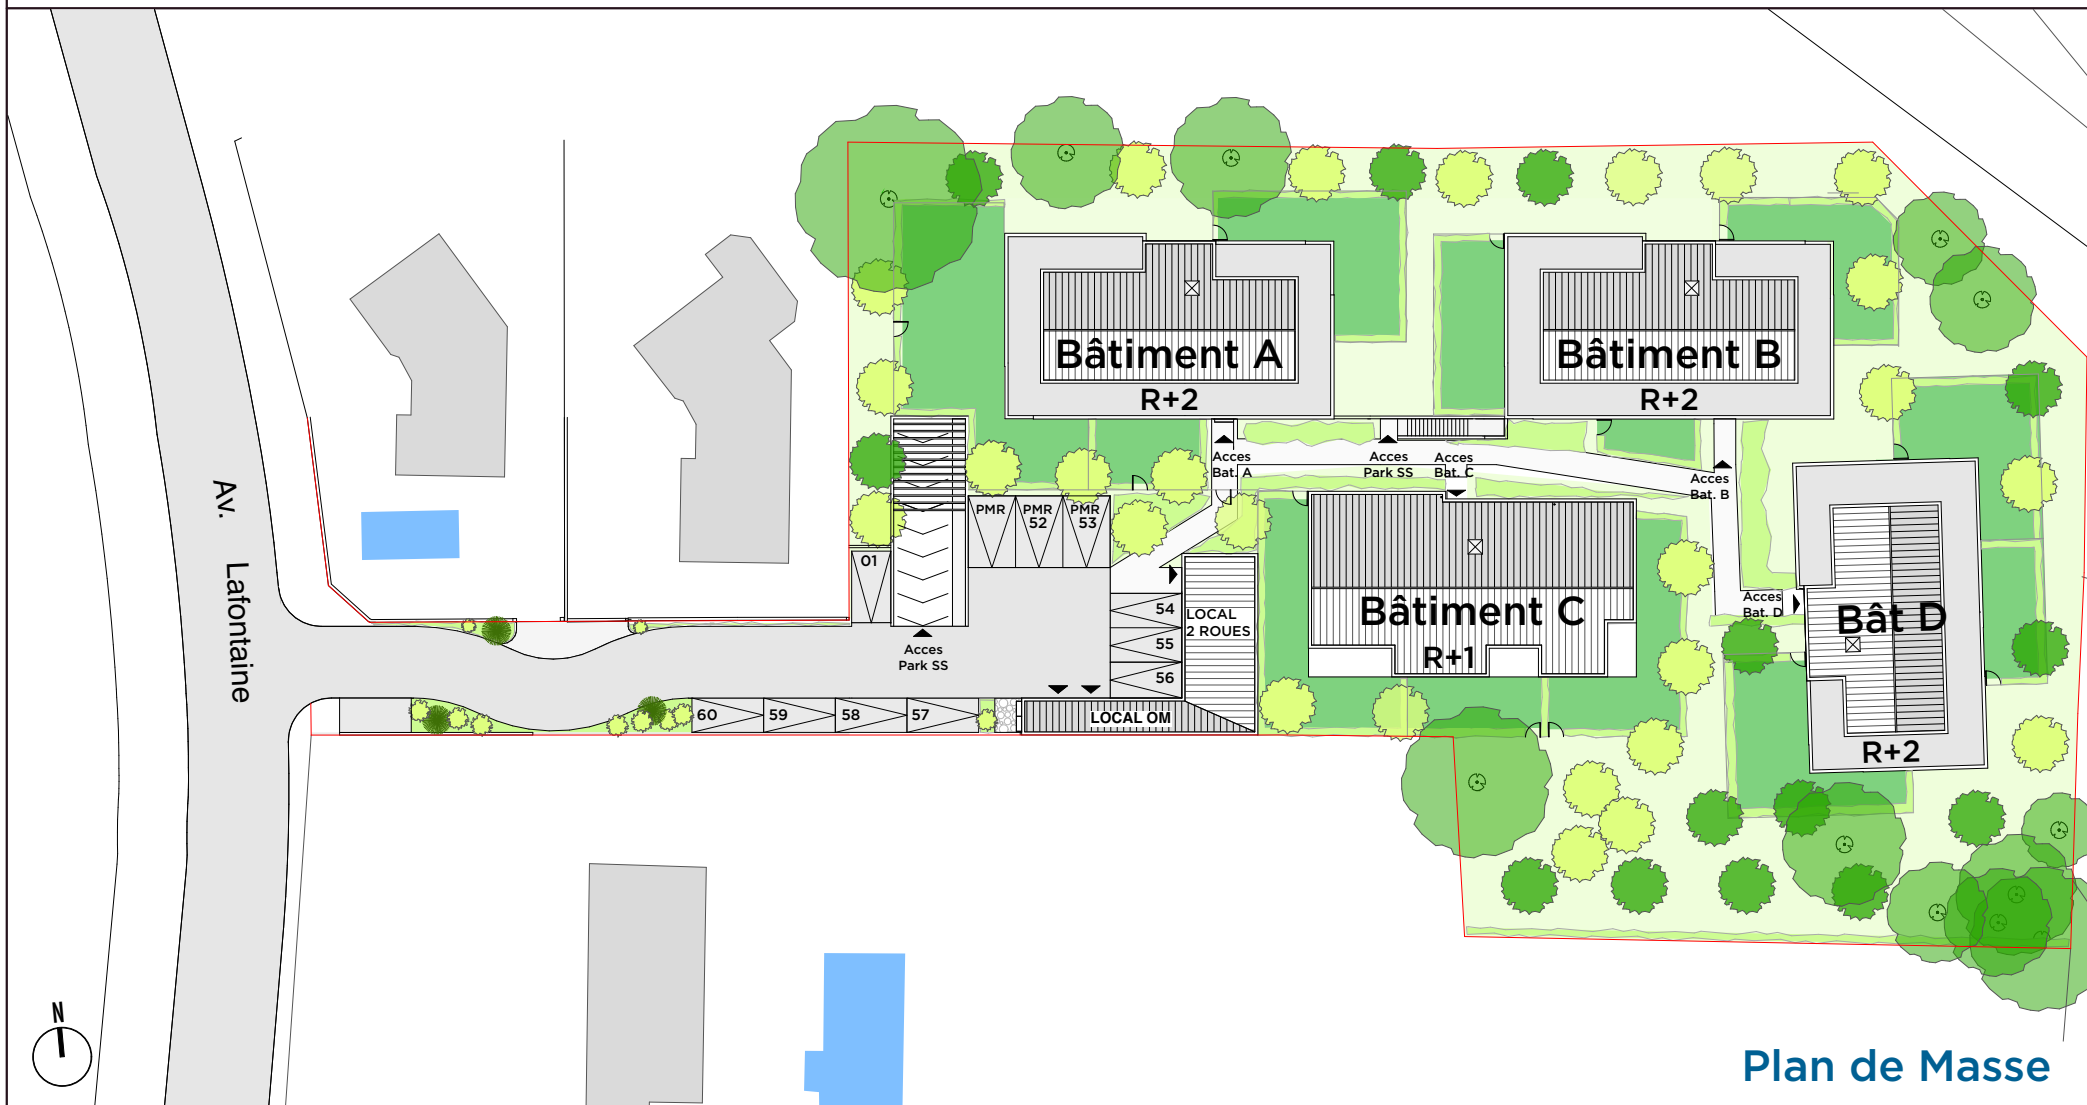 Bâtiment A
R+2
Bâtiment B
R+2
Acces
Bat. A
Acces
Park SS
Acces
Bat. C
Acces
Bat. B
Av. Lafontaine
PMR
PMR
52
PMR
53
01
54
55
56
LOCAL
2 ROUES
Bâtiment C
R+1
Acces
Bat. D
Bât D
R+2
Acces
Park SS
60
59
58
57
LOCAL OM
N
Plan de Masse